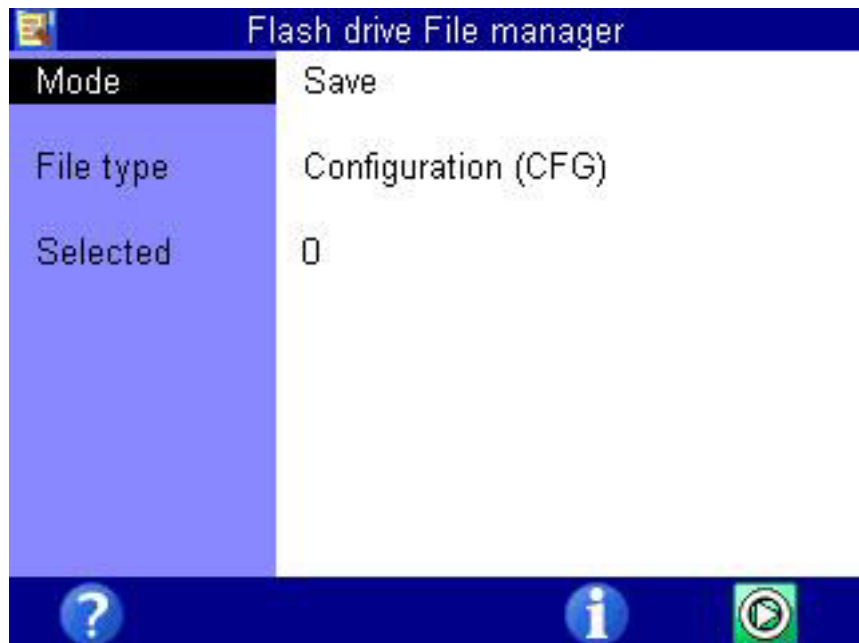 Flash drive File manager
Mode Save
File type Configuration (CFG)
Selected 0
? i